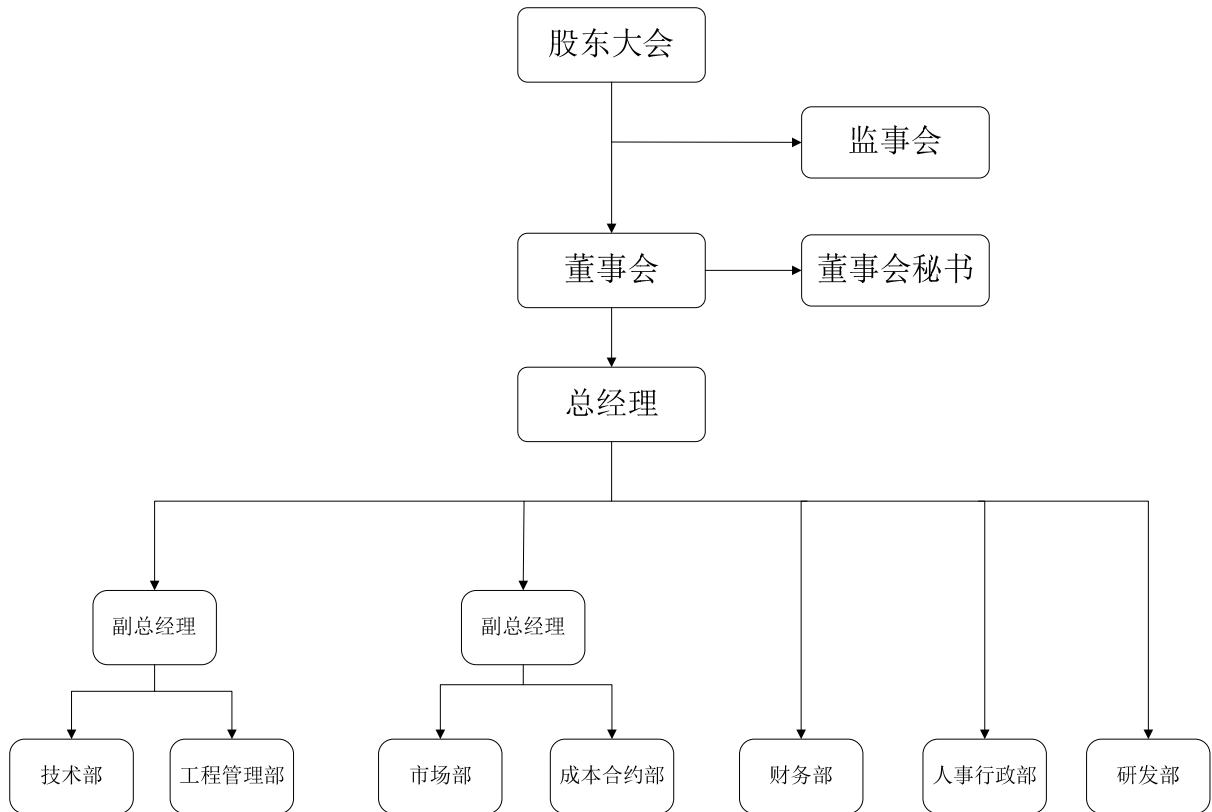 股东大会
监事会
董事会
董事会秘书
总经理
副总经理
副总经理
技术部
工程管理部
市场部
成本合约部
财务部
人事行政部
研发部